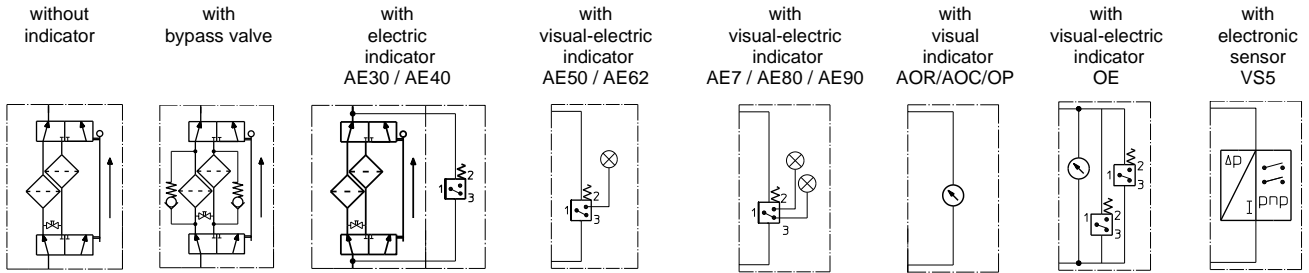 without
indicator
with
bypass valve
with
electric
indicator
AE30 / AE40
with
visual-electric
indicator
AE50 / AE62
with
visual-electric
indicator
AE7 / AE80 / AE90
with
visual
indicator
AOR/AOC/OP
with
visual-electric
indicator
OE
with
electronic
sensor
VS5
1
2
3
1
2
3
1
2
3
1
2
3
1
2
3
Δp
I
pnp